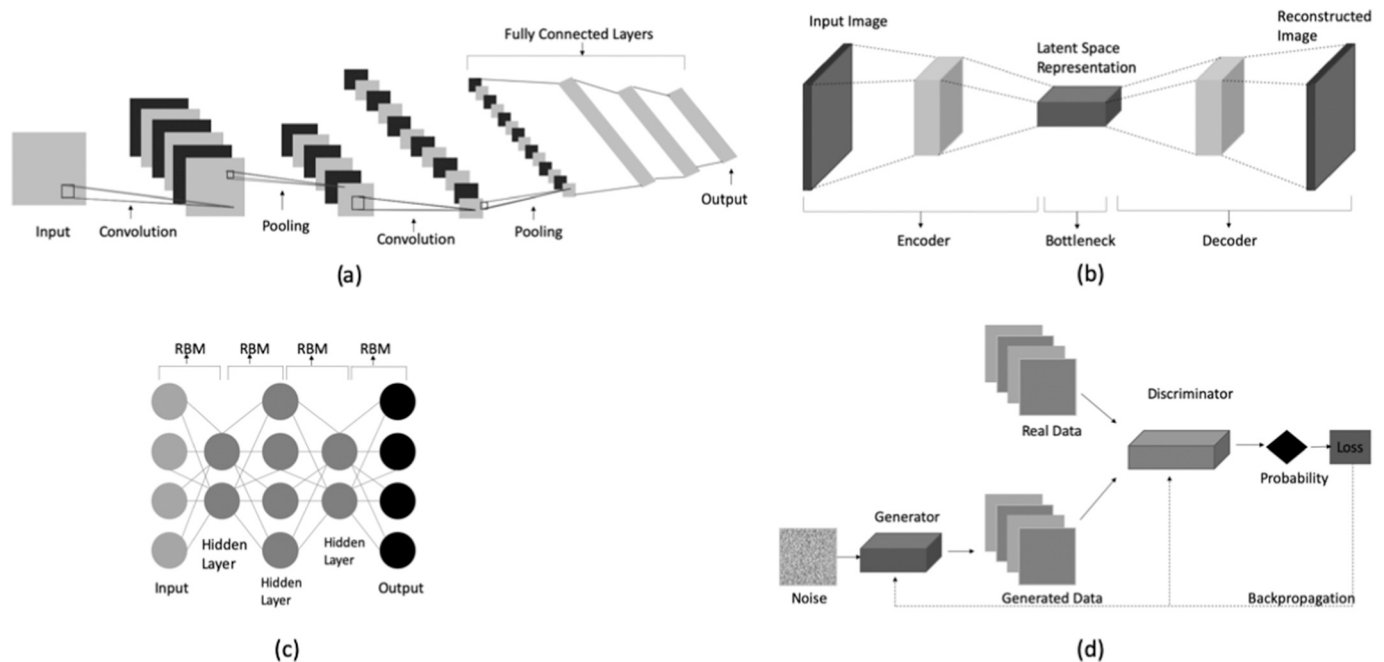 Fully Connected Layers
Input
Convolution
Pooling
Convolution
Pooling
Output
(a)
Input Image
Latent Space
Representation
Reconstructed
Image
Encoder
Bottleneck
Decoder
(b)
RBM
RBM
RBM
RBM
Hidden
Layer
Hidden
Layer
Hidden
Layer
Input
Output
(c)
Real Data
Discriminator
Probability
Loss
Generator
Noise
Generated Data
Backpropagation
(d)